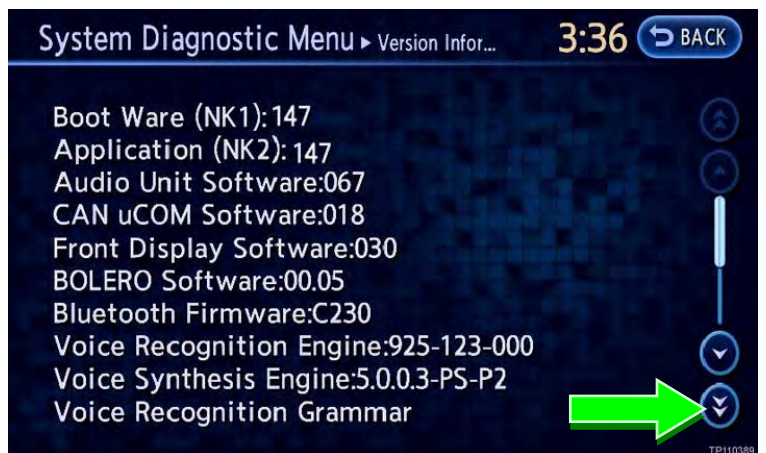 System Diagnostic Menu ▸ Version Infor... 3:36 BACK
Boot Ware (NK1): 147
Application (NK2): 147
Audio Unit Software:067
CAN uCOM Software:018
Front Display Software:030
BOLERO Software:00.05
Bluetooth Firmware:C230
Voice Recognition Engine:925-123-000
Voice Synthesis Engine:5.0.0.3-PS-P2
Voice Recognition Grammar
TP110389